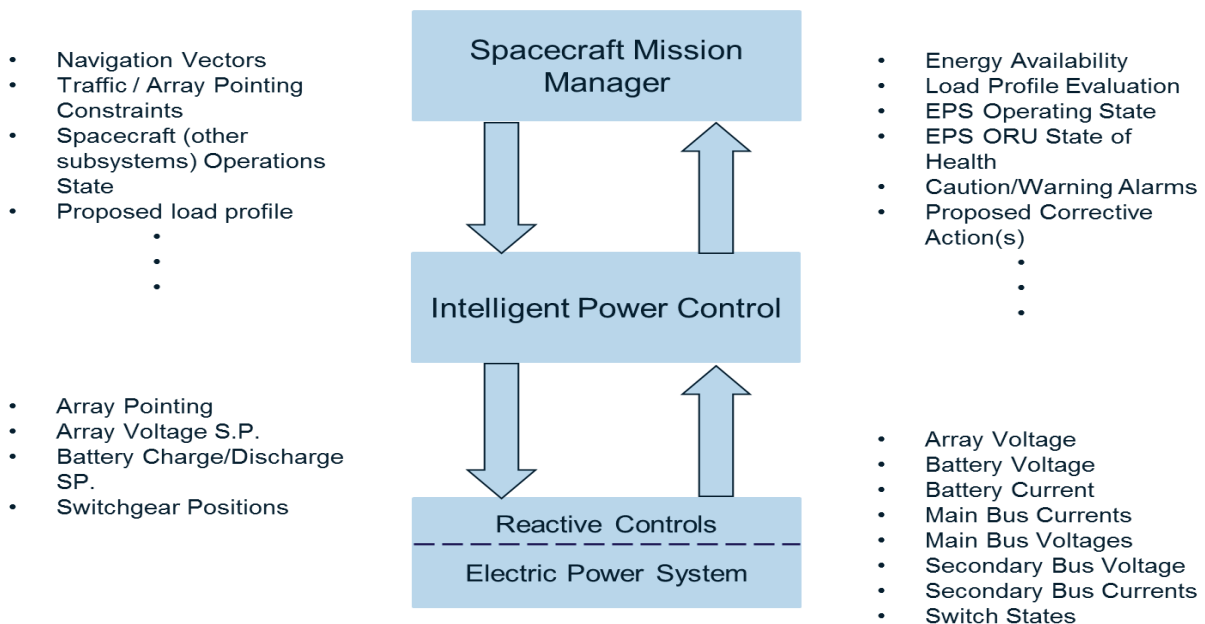 Spacecraft Mission
Manager
• Navigation Vectors
• Traffic / Array Pointing
Constraints
• Spacecraft (other
subsystems) Operations
State
• Proposed load profile
•
•
•
• Energy Availability
• Load Profile Evaluation
• EPS Operating State
• EPS ORU State of
Health
• Caution/Warning Alarms
• Proposed Corrective
Action(s)
•
•
•
Intelligent Power Control
• Array Pointing
• Array Voltage S.P.
• Battery Charge/Discharge
SP.
• Switchgear Positions
• Array Voltage
• Battery Voltage
• Battery Current
• Main Bus Currents
• Main Bus Voltages
• Secondary Bus Voltage
• Secondary Bus Currents
• Switch States
Reactive Controls
Electric Power System